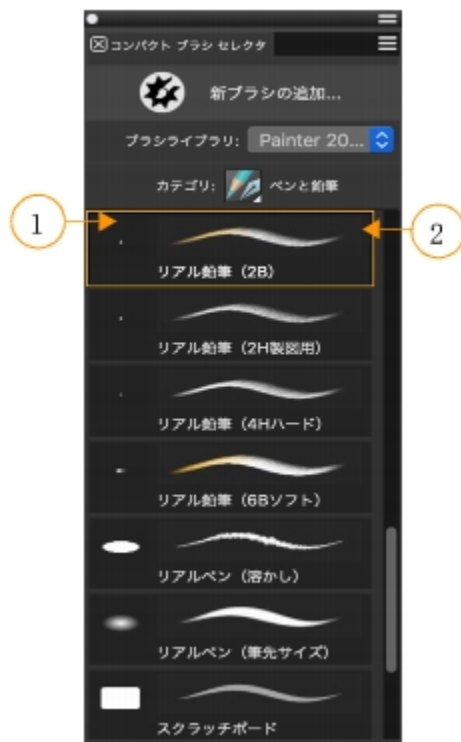 コンパクト ブラシ セレクタ
新ブラシの追加...
ブラシライブラリ: Painter 20...
カテゴリ: ペンと鉛筆
1
2
リアル鉛筆（2B）
リアル鉛筆（2H製図用）
リアル鉛筆（4Hハード）
リアル鉛筆（6Bソフト）
リアルペン（溶かし）
リアルペン（筆先サイズ）
スクラッチボード